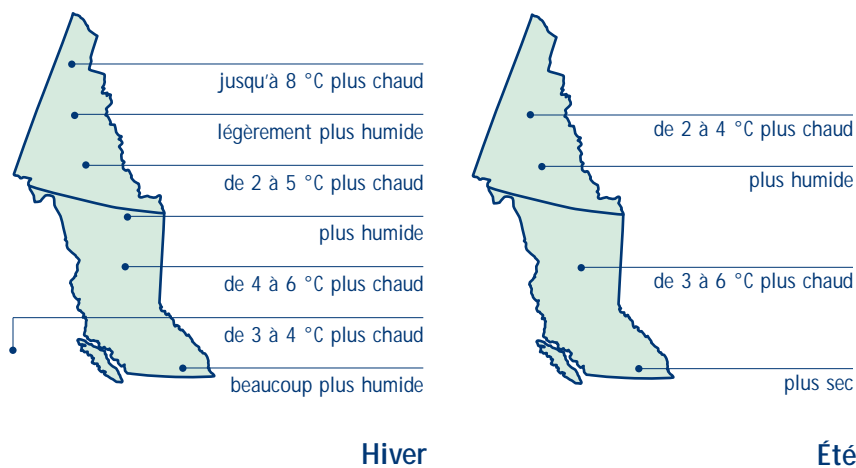 jusqu'à 8 °C plus chaud
légèrement plus humide
de 2 à 5 °C plus chaud
plus humide
de 4 à 6 °C plus chaud
de 3 à 4 °C plus chaud
beaucoup plus humide
Hiver
de 2 à 4 °C plus chaud
plus humide
de 3 à 6 °C plus chaud
plus sec
Été